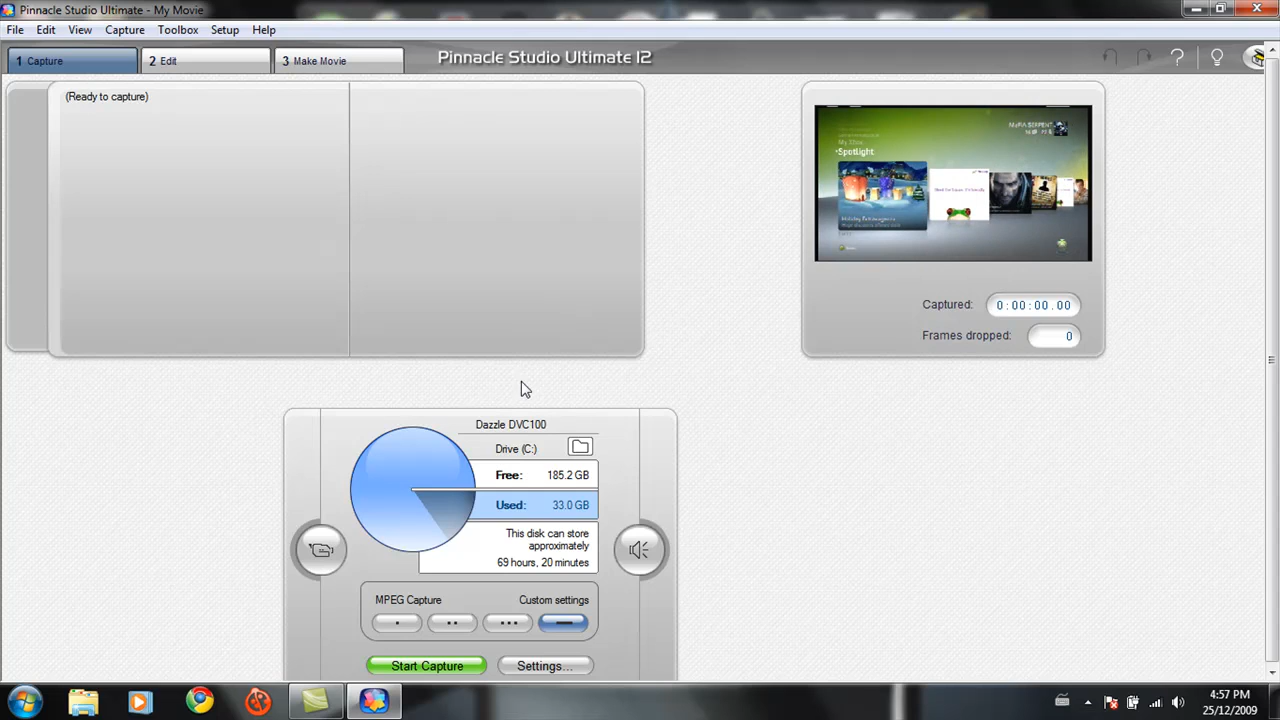 Pinnacle Studio Ultimate - My Movie
File Edit View Capture Toolbox Setup Help
1 Capture
2 Edit
3 Make Movie
Pinnacle Studio Ultimate 12
(Ready to capture)
My Xbox
Spotlight
Captured: 0:00:00.00
Frames dropped: 0
Dazzle DVC100
Drive (C:)
Free: 185.2 GB
Used: 33.0 GB
This disk can store
approximately
69 hours, 20 minutes
MPEG Capture Custom settings
Start Capture Settings...
4:57 PM
25/12/2009